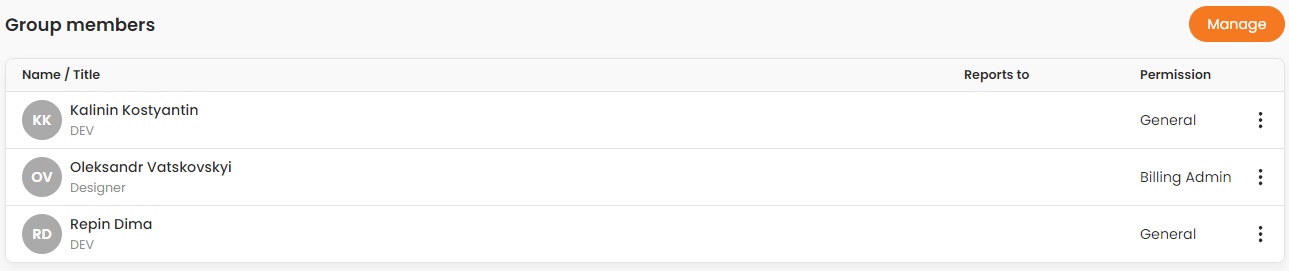 Group members
Manage
Name / Title Reports to Permission
KK Kalinin Kostyantin General
DEV
OV Oleksandr Vatskovskyi Billing Admin
Designer
RD Repin Dima General
DEV